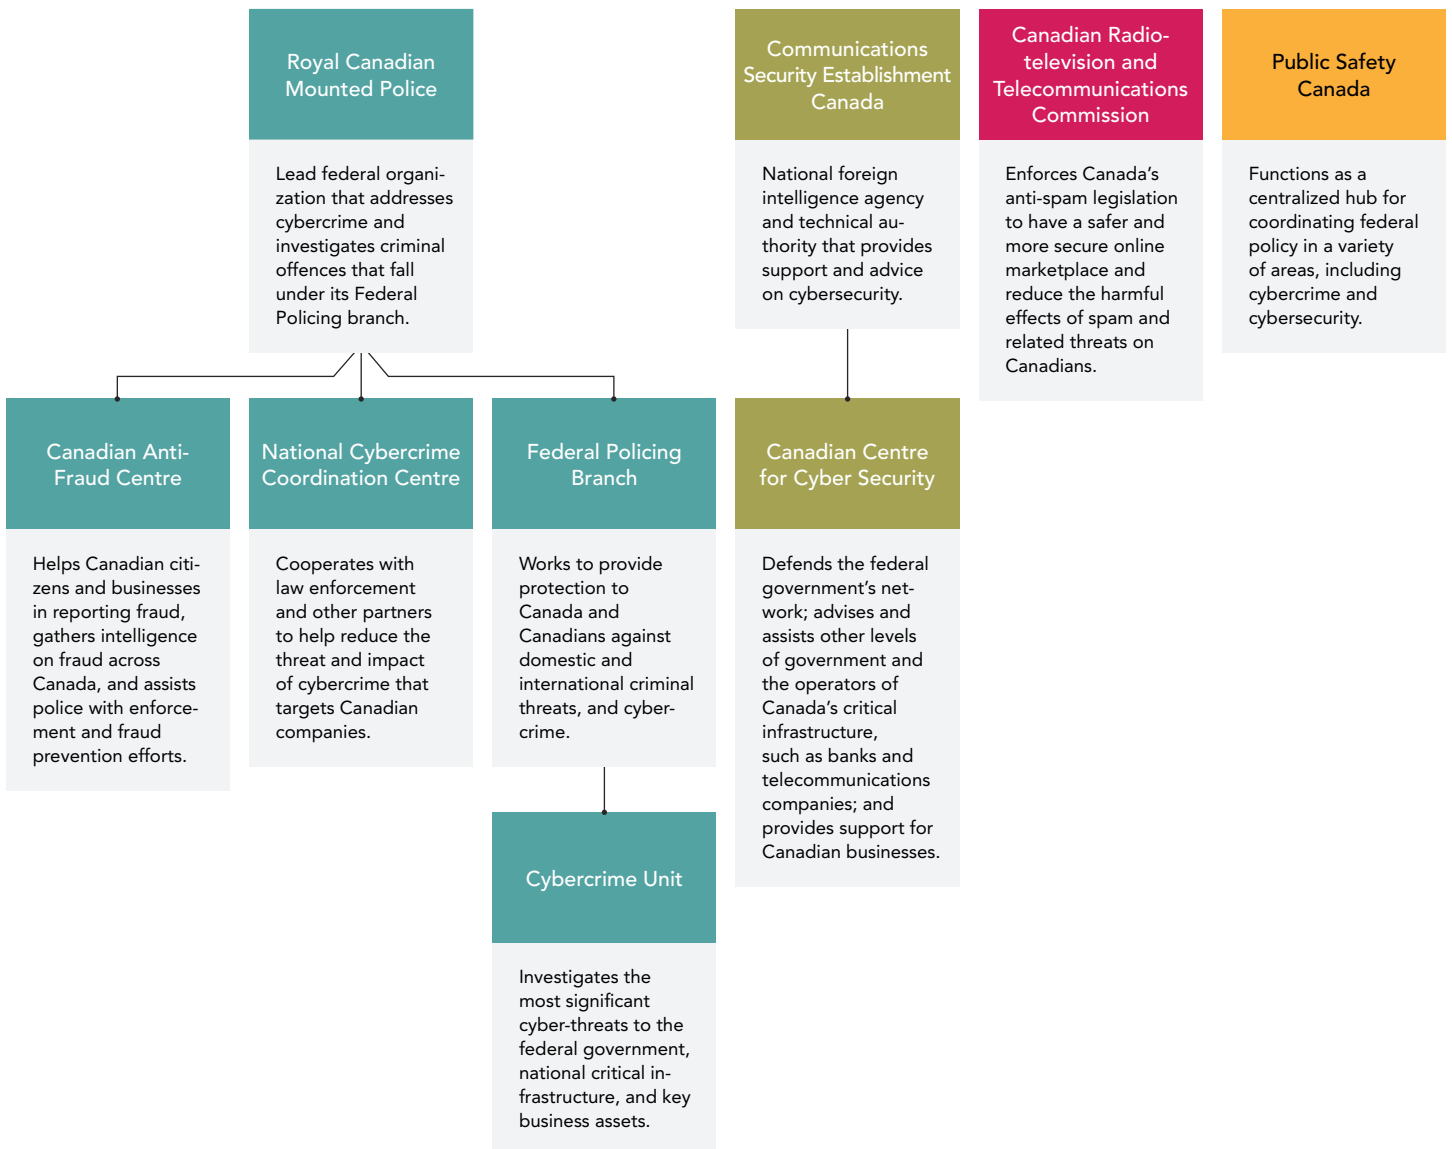 Royal Canadian
Mounted Police
Lead federal organi-
zation that addresses
cybercrime and
investigates criminal
offences that fall
under its Federal
Policing branch.
Communications
Security Establishment
Canada
National foreign
intelligence agency
and technical au-
thority that provides
support and advice
on cybersecurity.
Canadian Radio-
television and
Telecommunications
Commission
Enforces Canada’s
anti-spam legislation
to have a safer and
more secure online
marketplace and
reduce the harmful
effects of spam and
related threats on
Canadians.
Public Safety
Canada
Functions as a
centralized hub for
coordinating federal
policy in a variety
of areas, including
cybercrime and
cybersecurity.
Canadian Anti-
Fraud Centre
Helps Canadian citi-
zens and businesses
in reporting fraud,
gathers intelligence
on fraud across
Canada, and assists
police with enforce-
ment and fraud
prevention efforts.
National Cybercrime
Coordination Centre
Cooperates with
law enforcement
and other partners
to help reduce the
threat and impact
of cybercrime that
targets Canadian
companies.
Federal Policing
Branch
Works to provide
protection to
Canada and
Canadians against
domestic and
international criminal
threats, and cyber-
crime.
Canadian Centre
for Cyber Security
Defends the federal
government’s net-
work; advises and
assists other levels
of government and
the operators of
Canada’s critical
infrastructure,
such as banks and
telecommunications
companies; and
provides support for
Canadian businesses.
Cybercrime Unit
Investigates the
most significant
cyber-threats to the
federal government,
national critical in-
frastructure, and key
business assets.